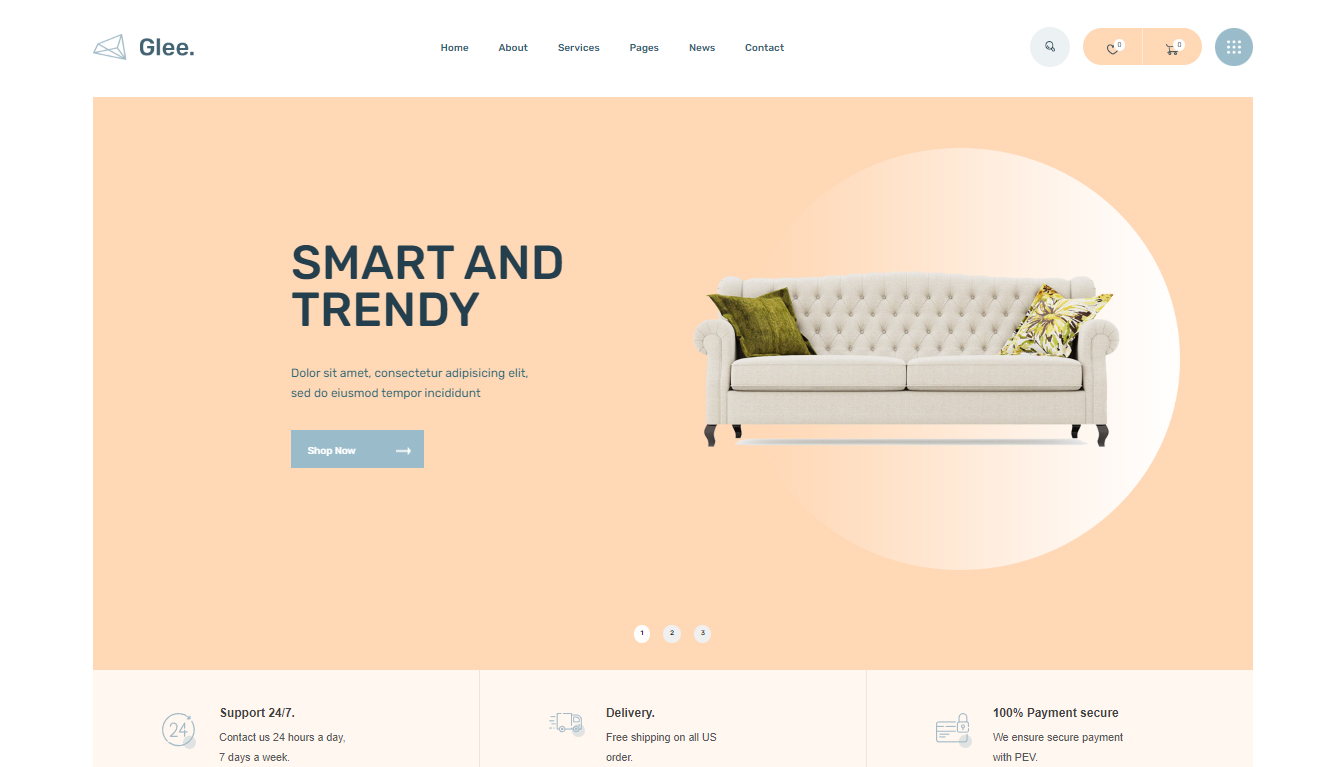 Glee.
Home About Services Pages News Contact
0 0
SMART AND
TRENDY
Dolor sit amet, consectetur adipisicing elit,
sed do eiusmod tempor incididunt
Shop Now
1 2 3
24
Support 24/7.
Contact us 24 hours a day,
7 days a week.
Delivery.
Free shipping on all US
order.
100% Payment secure
We ensure secure payment
with PEV.